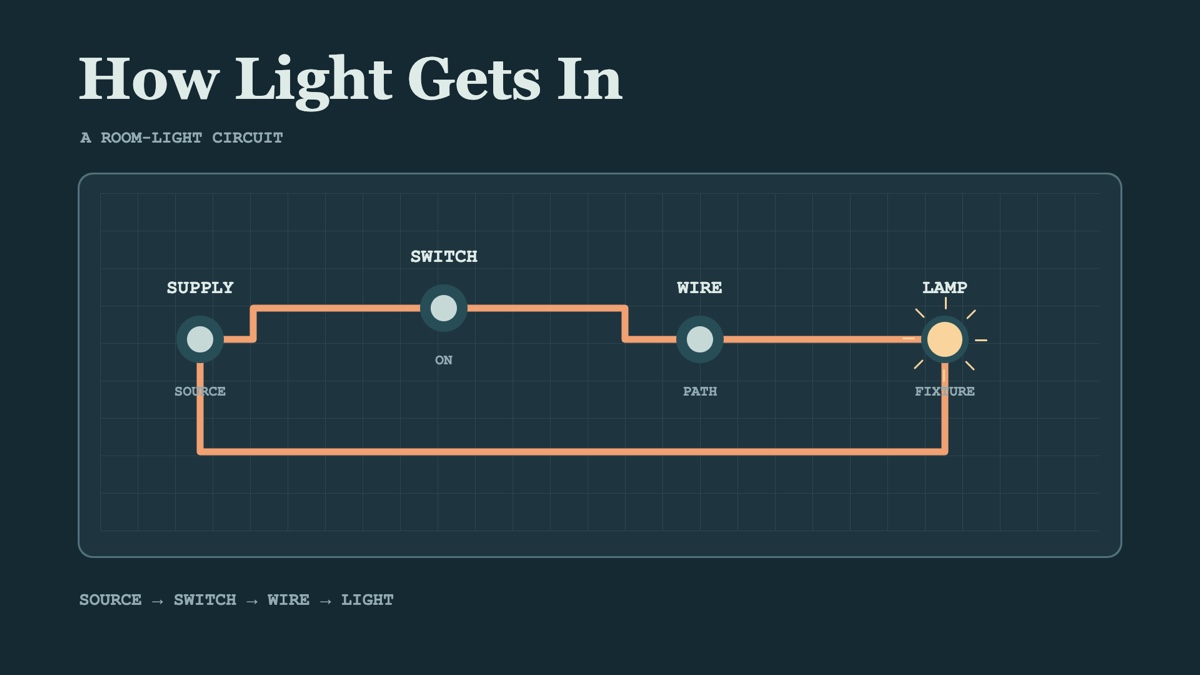 How Light Gets In
A ROOM-LIGHT CIRCUIT
SWITCH
SUPPLY
WIRE
LAMP
ON
SOURCE
PATH
FIXTURE
SOURCE → SWITCH → WIRE → LIGHT